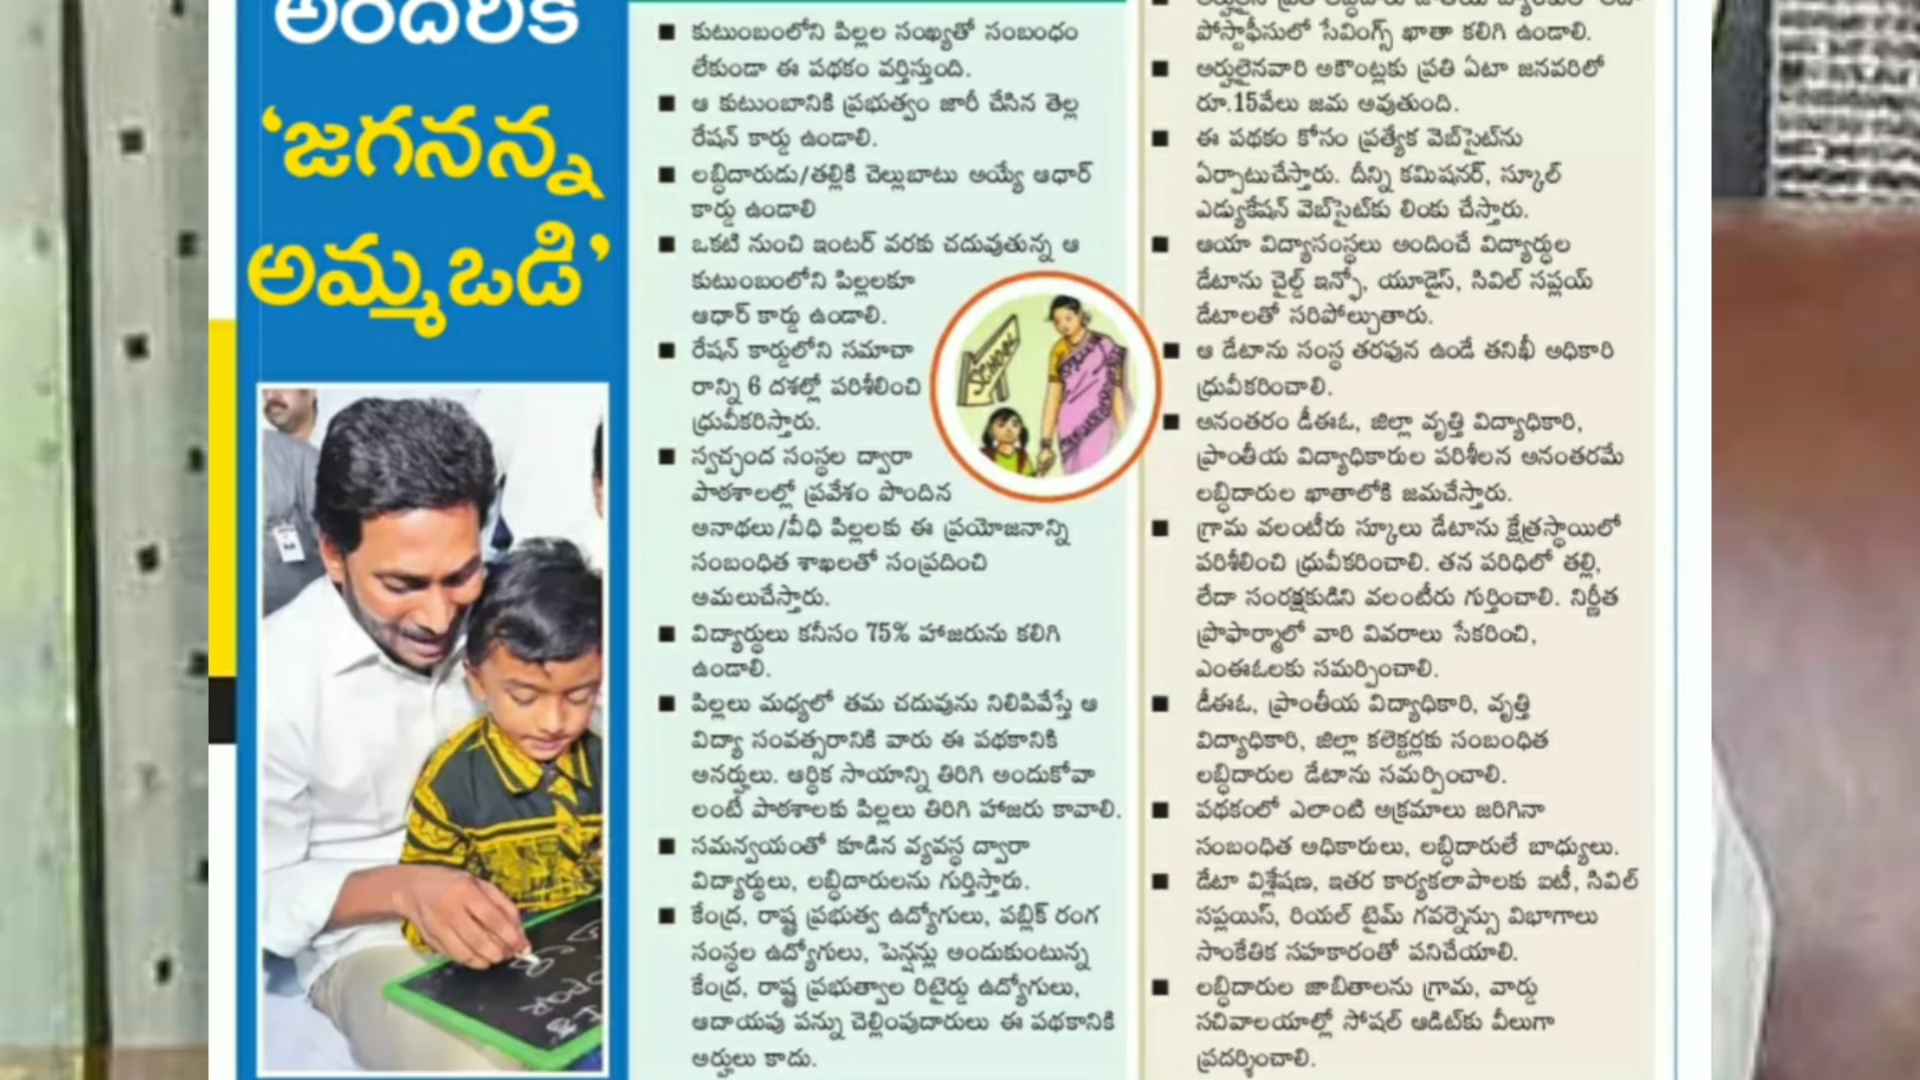 అందరికీ
‘జగనన్న
అమ్మఒడి’
కుటుంబంలోని పిల్లల సంఖ్యతో సంబంధం
లేకుండా ఈ పథకం వర్తిస్తుంది.
ఆ కుటుంబానికి ప్రభుత్వం జారీ చేసిన తెల్ల
రేషన్ కార్డు ఉండాలి.
లబ్ధిదారుడు/తల్లికి చెల్లుబాటు అయ్యే ఆధార్
కార్డు ఉండాలి
ఒకటి నుంచి ఇంటర్ వరకు చదువుతున్న ఆ
కుటుంబంలోని పిల్లలకూ
ఆధార్ కార్డు ఉండాలి.
రేషన్ కార్డులోని సమాచా
రాన్ని 6 దశల్లో పరిశీలించి
ధ్రువీకరిస్తారు.
స్వచ్ఛంద సంస్థల ద్వారా
పాఠశాలల్లో ప్రవేశం పొందిన
అనాథలు/వీధి పిల్లలకు ఈ ప్రయోజనాన్ని
సంబంధిత శాఖలతో సంప్రదించి
అమలుచేస్తారు.
విద్యార్థులు కనీసం 75% హాజరును కలిగి
ఉండాలి.
పిల్లలు మధ్యలో తమ చదువును నిలిపివేస్తే ఆ
విద్యా సంవత్సరానికి వారు ఈ పథకానికి
అనర్హులు. ఆర్థిక సాయాన్ని తిరిగి అందుకోవా
లంటే పాఠశాలకు పిల్లలు తిరిగి హాజరు కావాలి.
సమన్వయంతో కూడిన వ్యవస్థ ద్వారా
విద్యార్థులు, లబ్ధిదారులను గుర్తిస్తారు.
కేంద్ర, రాష్ట్ర ప్రభుత్వ ఉద్యోగులు, పబ్లిక్ రంగ
సంస్థల ఉద్యోగులు, పెన్షన్లు అందుకుంటున్న
కేంద్ర, రాష్ట్ర ప్రభుత్వాల రిటైర్డు ఉద్యోగులు,
ఆదాయపు పన్ను చెల్లింపుదారులు ఈ పథకానికి
అర్హులు కాదు.
SCHOOL
పోస్టాఫీసులో సేవింగ్స్ ఖాతా కలిగి ఉండాలి.
అర్హులైనవారి అకౌంట్లకు ప్రతి ఏటా జనవరిలో
రూ.15వేలు జమ అవుతుంది.
ఈ పథకం కోసం ప్రత్యేక వెబ్‌సైట్‌ను
ఏర్పాటుచేస్తారు. దీన్ని కమిషనర్, స్కూల్
ఎడ్యుకేషన్ వెబ్‌సైట్‌కు లింకు చేస్తారు.
ఆయా విద్యాసంస్థలు అందించే విద్యార్థుల
డేటాను చైల్డ్ ఇన్ఫో, యూడైస్, సివిల్ సప్లయ్
డేటాలతో సరిపోల్చుతారు.
ఆ డేటాను సంస్థ తరఫున ఉండే తనిఖీ అధికారి
ధ్రువీకరించాలి.
అనంతరం డీఈఓ, జిల్లా వృత్తి విద్యాధికారి,
ప్రాంతీయ విద్యాధికారుల పరిశీలన అనంతరమే
లబ్ధిదారుల ఖాతాలోకి జమచేస్తారు.
గ్రామ వలంటీరు స్కూలు డేటాను క్షేత్రస్థాయిలో
పరిశీలించి ధ్రువీకరించాలి. తన పరిధిలో తల్లి,
లేదా సంరక్షకుడిని వలంటీరు గుర్తించాలి. నిర్ణీత
ప్రొఫార్మాలో వారి వివరాలు సేకరించి,
ఎంఈఓలకు సమర్పించాలి.
డీఈఓ, ప్రాంతీయ విద్యాధికారి, వృత్తి
విద్యాధికారి, జిల్లా కలెక్టర్లకు సంబంధిత
లబ్ధిదారుల డేటాను సమర్పించాలి.
పథకంలో ఎలాంటి అక్రమాలు జరిగినా
సంబంధిత అధికారులు, లబ్ధిదారులే బాధ్యులు.
డేటా విశ్లేషణ, ఇతర కార్యకలాపాలకు ఐటీ, సివిల్
సప్లయిస్, రియల్ టైమ్ గవర్నెన్సు విభాగాలు
సాంకేతిక సహకారంతో పనిచేయాలి.
లబ్ధిదారుల జాబితాలను గ్రామ, వార్డు
సచివాలయాల్లో సోషల్ ఆడిట్‌కు వీలుగా
ప్రదర్శించాలి.